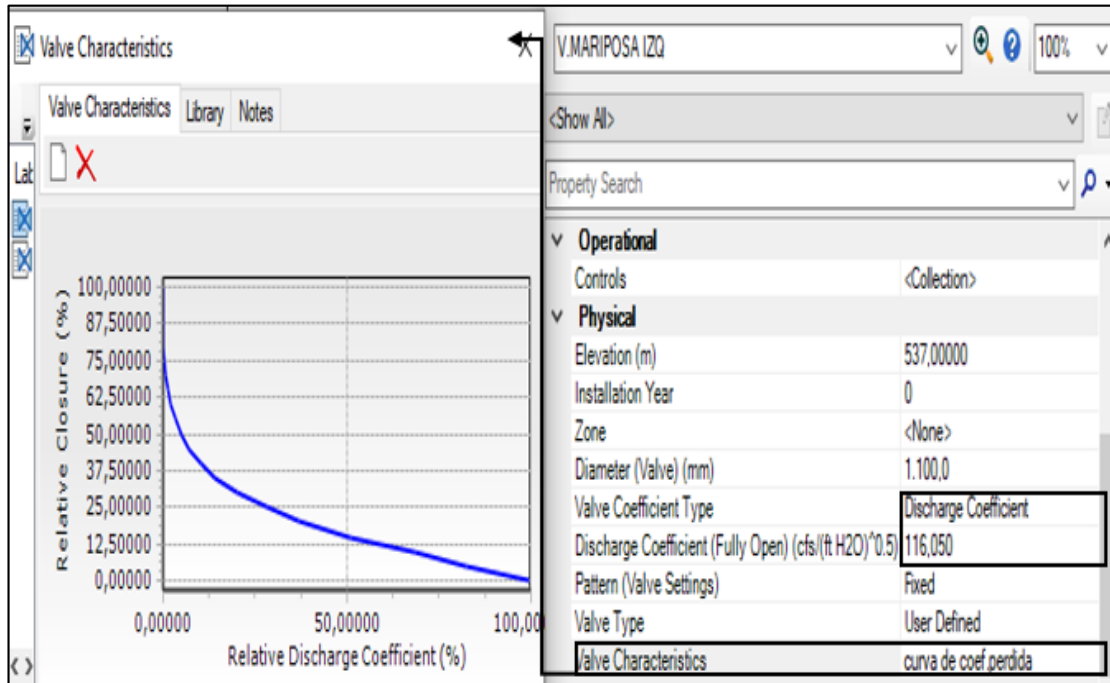 Valve Characteristics
Valve Characteristics Library Notes
Lab
100,00000
87,50000
75,00000
62,50000
50,00000
37,50000
25,00000
12,50000
0,00000
Relative Closure (%)
0,00000 50,00000 100,00
Relative Discharge Coefficient (%)
V.MARIPOSA IZQ
100%
<Show All>
Property Search
Operational
Controls <Collection>
Physical
Elevation (m) 537,00000
Installation Year 0
Zone <None>
Diameter (Valve) (mm) 1.100,0
Valve Coefficient Type Discharge Coefficient
Discharge Coefficient (Fully Open) (cfs/(ft H2O)^0.5) 116,050
Pattern (Valve Settings) Fixed
Valve Type User Defined
Valve Characteristics curva de coef.perdida